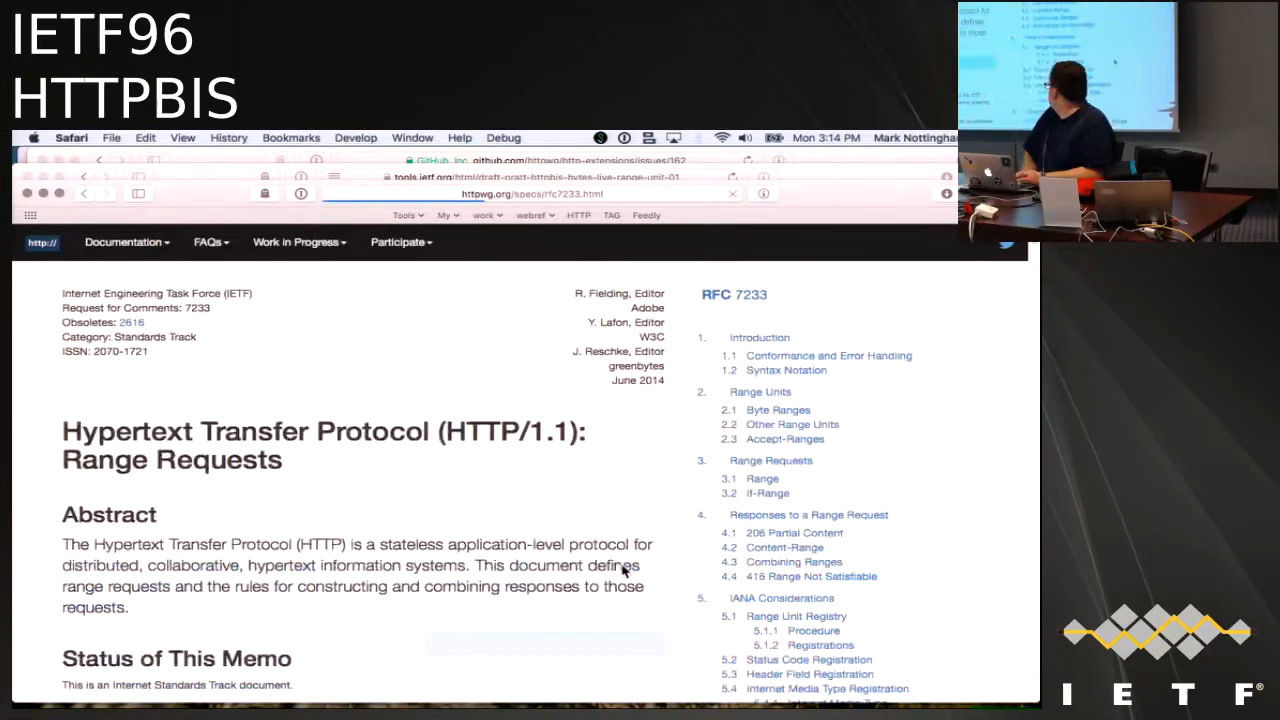 IETF96
HTTPBIS
Safari File Edit View History Bookmarks Develop Window Help Debug Mon 3:14 PM Mark Nottingham
GitHub, Inc. github.com/httpwg/http-extensions/issues/162
tools.ietf.org/html/draft-pratt-httpbis-bytes-live-range-unit-01
httpwg.org/specs/rfc7233.html
Tools My work webref HTTP TAG Feedly
http:// Documentation FAQs Work in Progress Participate
Internet Engineering Task Force (IETF)
Request for Comments: 7233
Obsoletes: 2616
Category: Standards Track
ISSN: 2070-1721
R. Fielding, Editor
Adobe
Y. Lafon, Editor
W3C
J. Reschke, Editor
greenbytes
June 2014
Hypertext Transfer Protocol (HTTP/1.1):
Range Requests
Abstract
The Hypertext Transfer Protocol (HTTP) is a stateless application-level protocol for
distributed, collaborative, hypertext information systems. This document defines
range requests and the rules for constructing and combining responses to those
requests.
Status of This Memo
This is an Internet Standards Track document.
RFC 7233
1. Introduction
1.1 Conformance and Error Handling
1.2 Syntax Notation
2. Range Units
2.1 Byte Ranges
2.2 Other Range Units
2.3 Accept-Ranges
3. Range Requests
3.1 Range
3.2 If-Range
4. Responses to a Range Request
4.1 206 Partial Content
4.2 Content-Range
4.3 Combining Ranges
4.4 416 Range Not Satisfiable
5. IANA Considerations
5.1 Range Unit Registry
5.1.1 Procedure
5.1.2 Registrations
5.2 Status Code Registration
5.3 Header Field Registration
5.4 Internet Media Type Registration
I E T F®